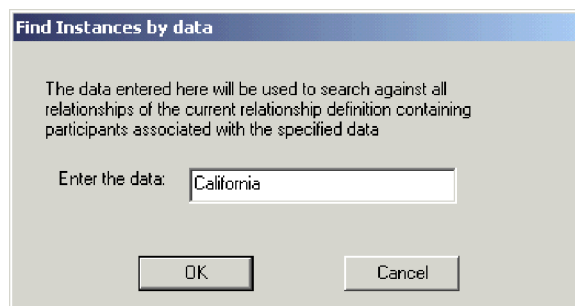 Find Instances by data
The data entered here will be used to search against all
relationships of the current relationship definition containing
participants associated with the specified data
Enter the data: California
OK Cancel